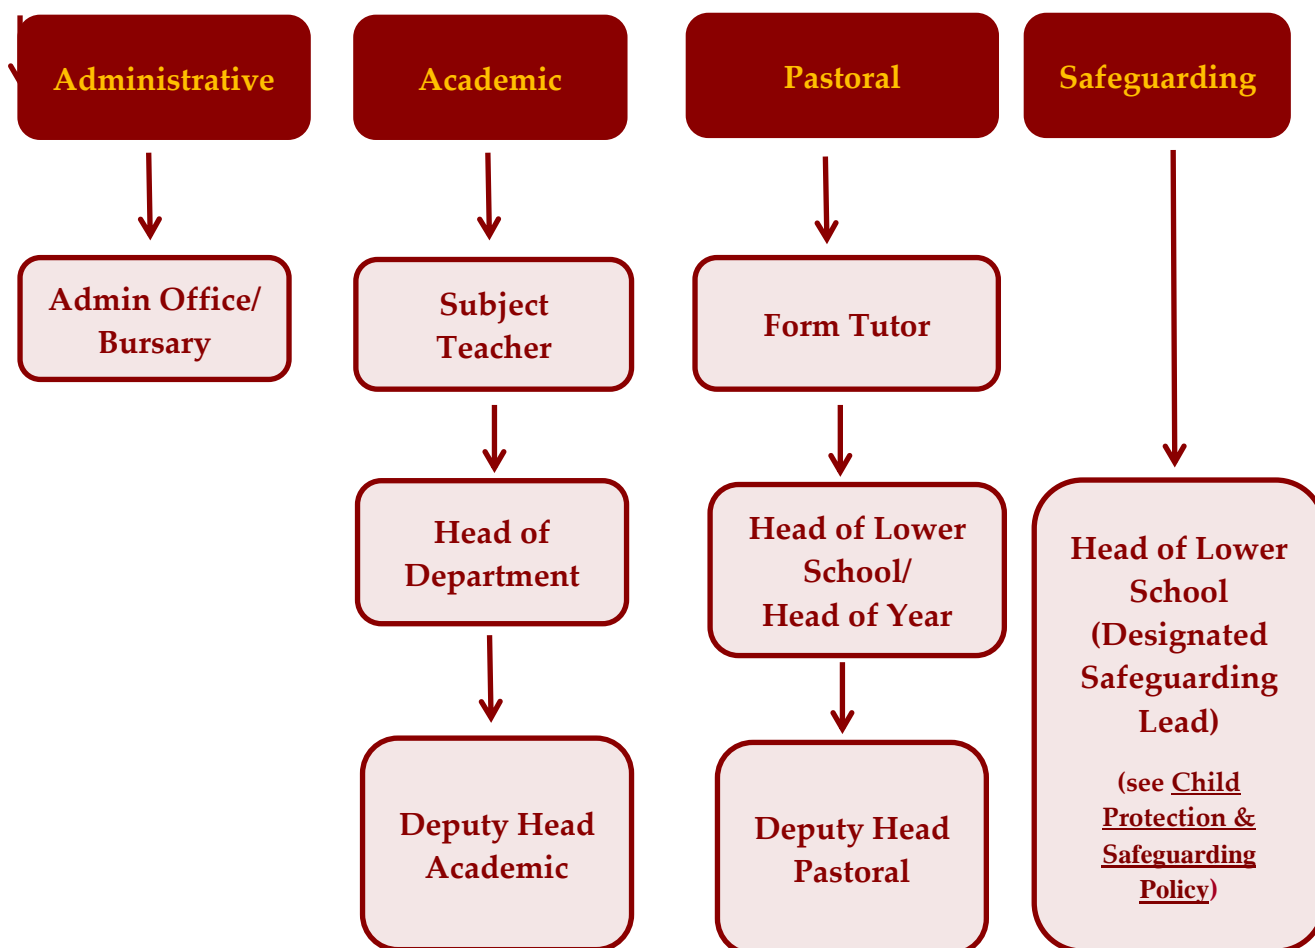 Administrative
Academic
Pastoral
Safeguarding
Admin Office/
Bursary
Subject
Teacher
Form Tutor
Head of
Department
Head of Lower
School/
Head of Year
Head of Lower
School
(Designated
Safeguarding
Lead)
(see Child
Protection &
Safeguarding
Policy)
Deputy Head
Academic
Deputy Head
Pastoral